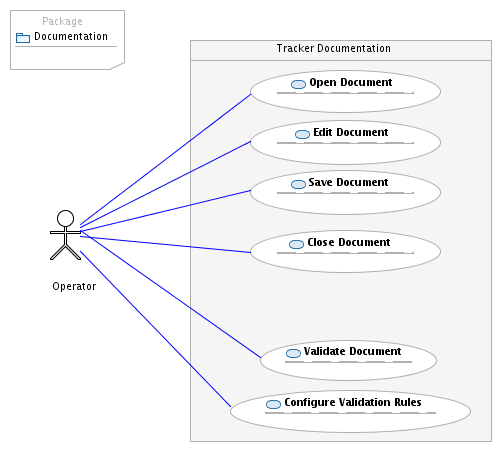 Package
Documentation
Tracker Documentation
Open Document
Edit Document
Save Document
Close Document
Operator
Validate Document
Configure Validation Rules